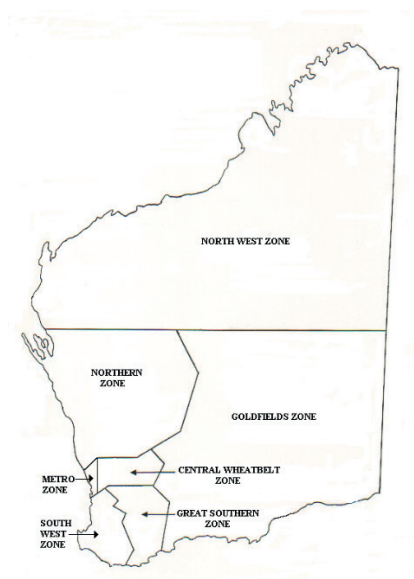 NORTH WEST ZONE
NORTHERN
ZONE
GOLDFIELDS ZONE
CENTRAL WHEATBELT
ZONE
METRO
ZONE
GREAT SOUTHERN
ZONE
SOUTH
WEST
ZONE